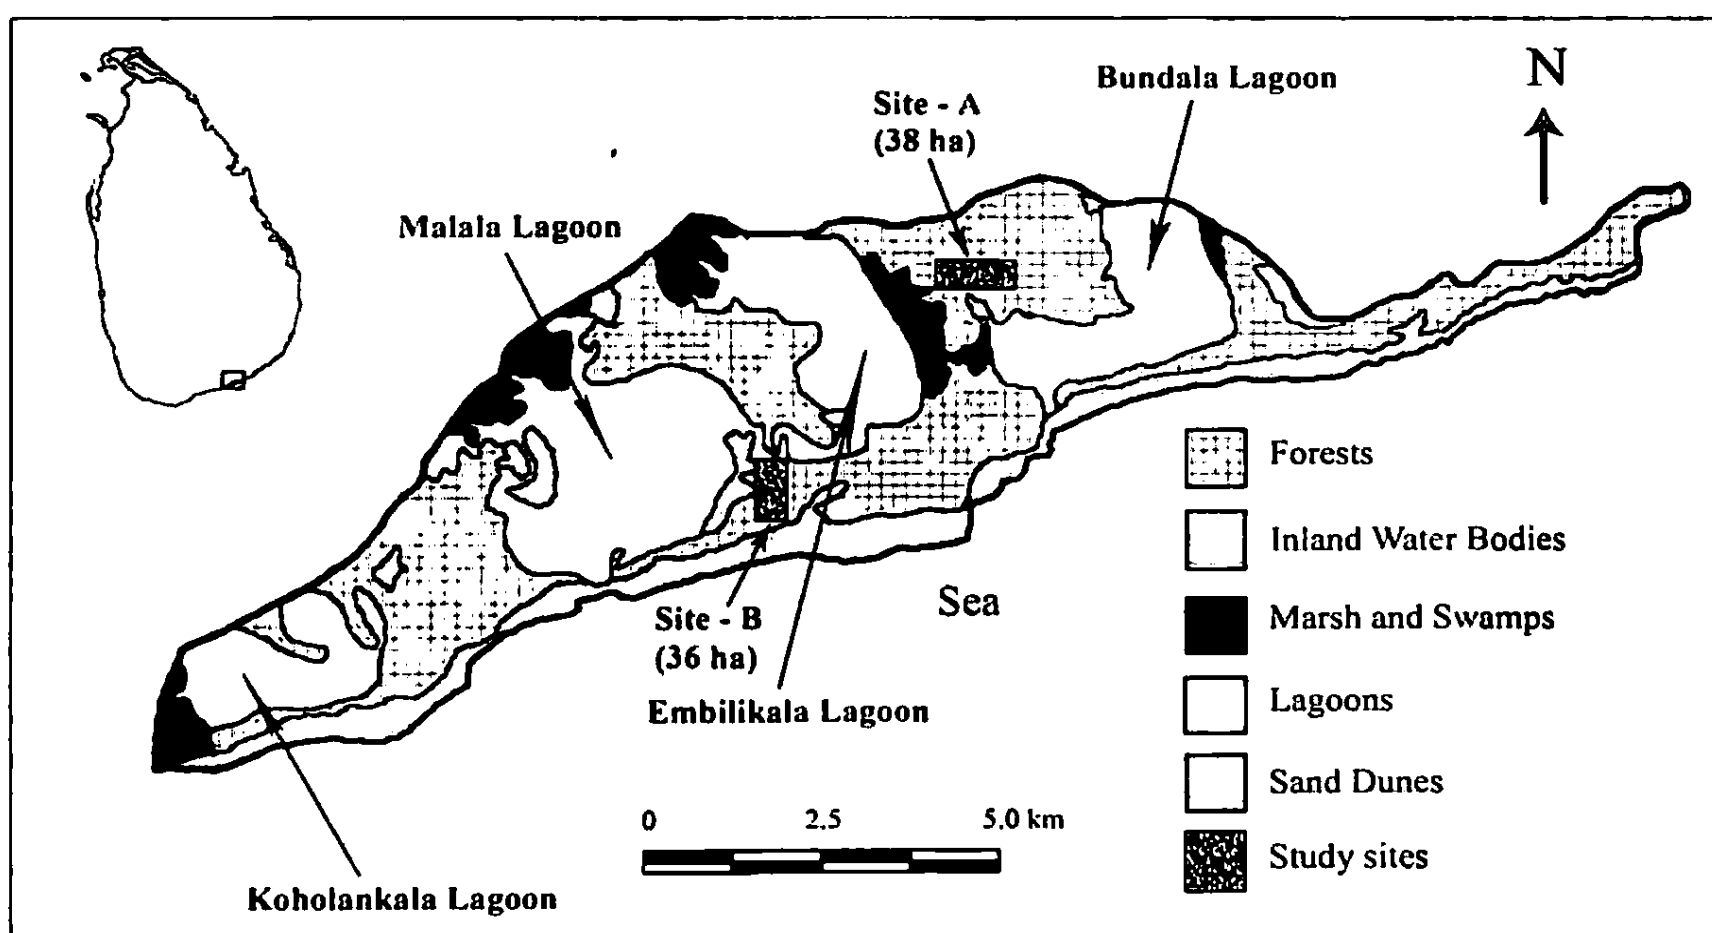 Bundala Lagoon
N
Site - A
(38 ha)
Malala Lagoon
Forests
Inland Water Bodies
Sea
Marsh and Swamps
Site - B
(36 ha)
Embilikala Lagoon
Lagoons
Sand Dunes
0 2.5 5.0 km
Study sites
Koholankala Lagoon